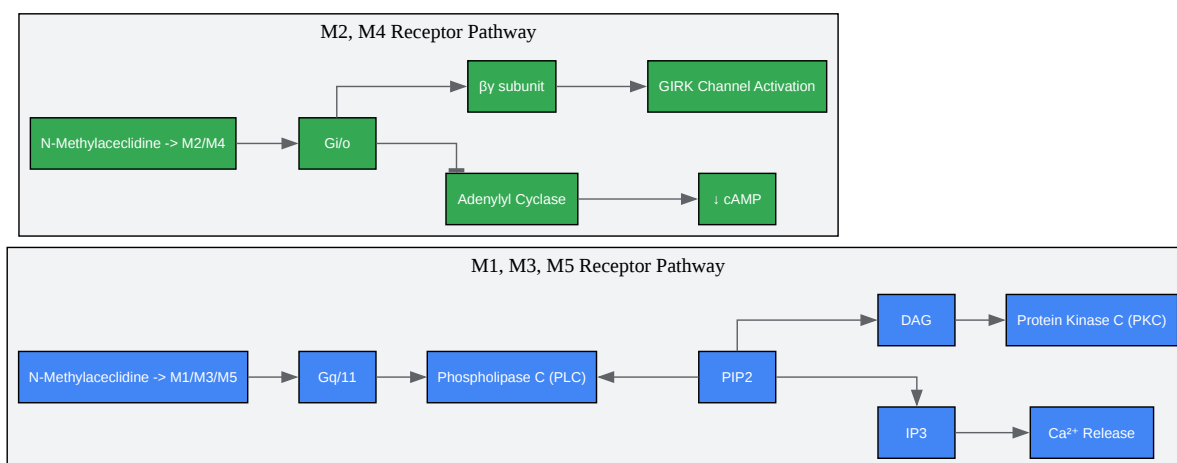 M2, M4 Receptor Pathway
βγ subunit
GIRK Channel Activation
N-Methylaceclidine -> M2/M4
Gi/o
Adenylyl Cyclase
↓ cAMP
M1, M3, M5 Receptor Pathway
DAG
Protein Kinase C (PKC)
N-Methylaceclidine -> M1/M3/M5
Gq/11
Phospholipase C (PLC)
PIP2
IP3
Ca²⁺ Release